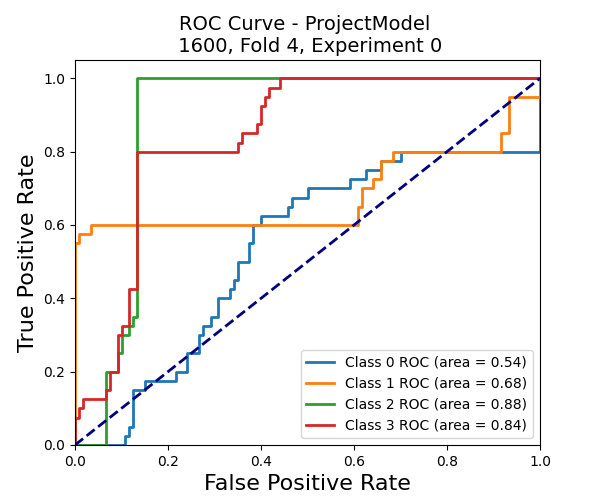 ROC Curve - ProjectModel
1600, Fold 4, Experiment 0
True Positive Rate
1.0
0.8
0.6
0.4
0.2
0.0
0.0 0.2 0.4 0.6 0.8 1.0
False Positive Rate
Class 0 ROC (area = 0.54)
Class 1 ROC (area = 0.68)
Class 2 ROC (area = 0.88)
Class 3 ROC (area = 0.84)